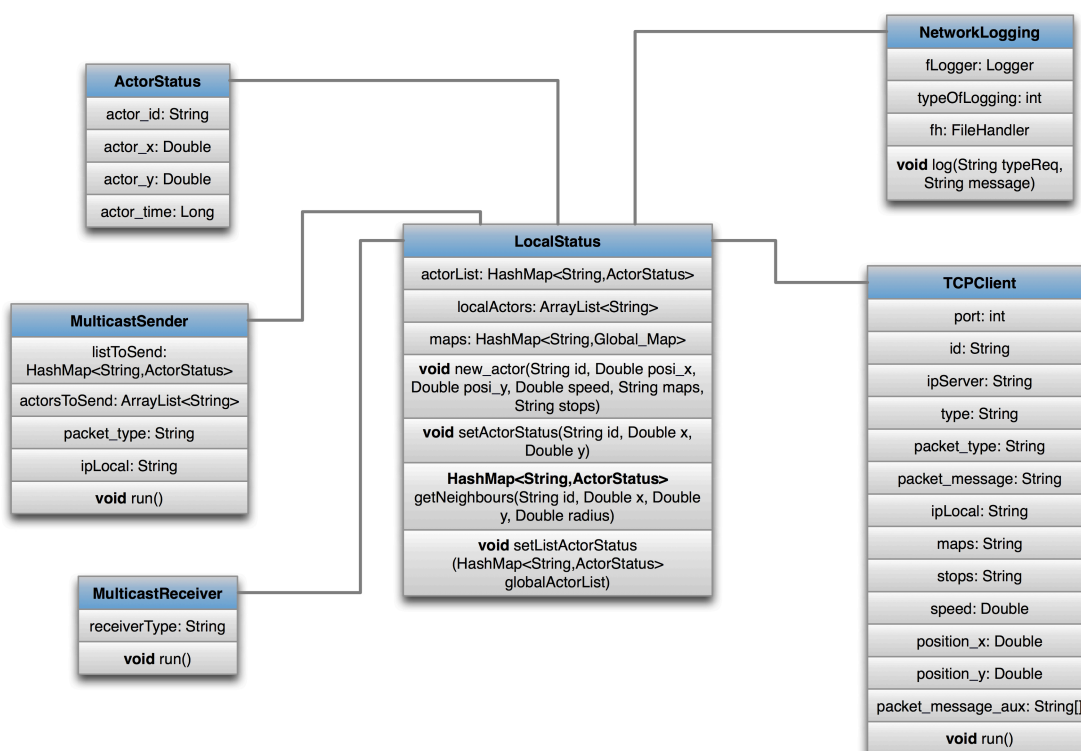 NetworkLogging
fLogger: Logger
typeOfLogging: int
fh: FileHandler
void log(String typeReq,
String message)
ActorStatus
actor_id: String
actor_x: Double
actor_y: Double
actor_time: Long
LocalStatus
actorList: HashMap<String,ActorStatus>
localActors: ArrayList<String>
maps: HashMap<String,Global_Map>
void new_actor(String id, Double posi_x,
Double posi_y, Double speed, String maps,
String stops)
void setActorStatus(String id, Double x,
Double y)
HashMap<String,ActorStatus>
getNeighbours(String id, Double x, Double
y, Double radius)
void setListActorStatus
(HashMap<String,ActorStatus>
globalActorList)
TCPClient
port: int
id: String
ipServer: String
type: String
packet_type: String
packet_message: String
ipLocal: String
maps: String
stops: String
speed: Double
position_x: Double
position_y: Double
packet_message_aux: String[]
void run()
MulticastSender
listToSend:
HashMap<String,ActorStatus>
actorsToSend: ArrayList<String>
packet_type: String
ipLocal: String
void run()
MulticastReceiver
receiverType: String
void run()